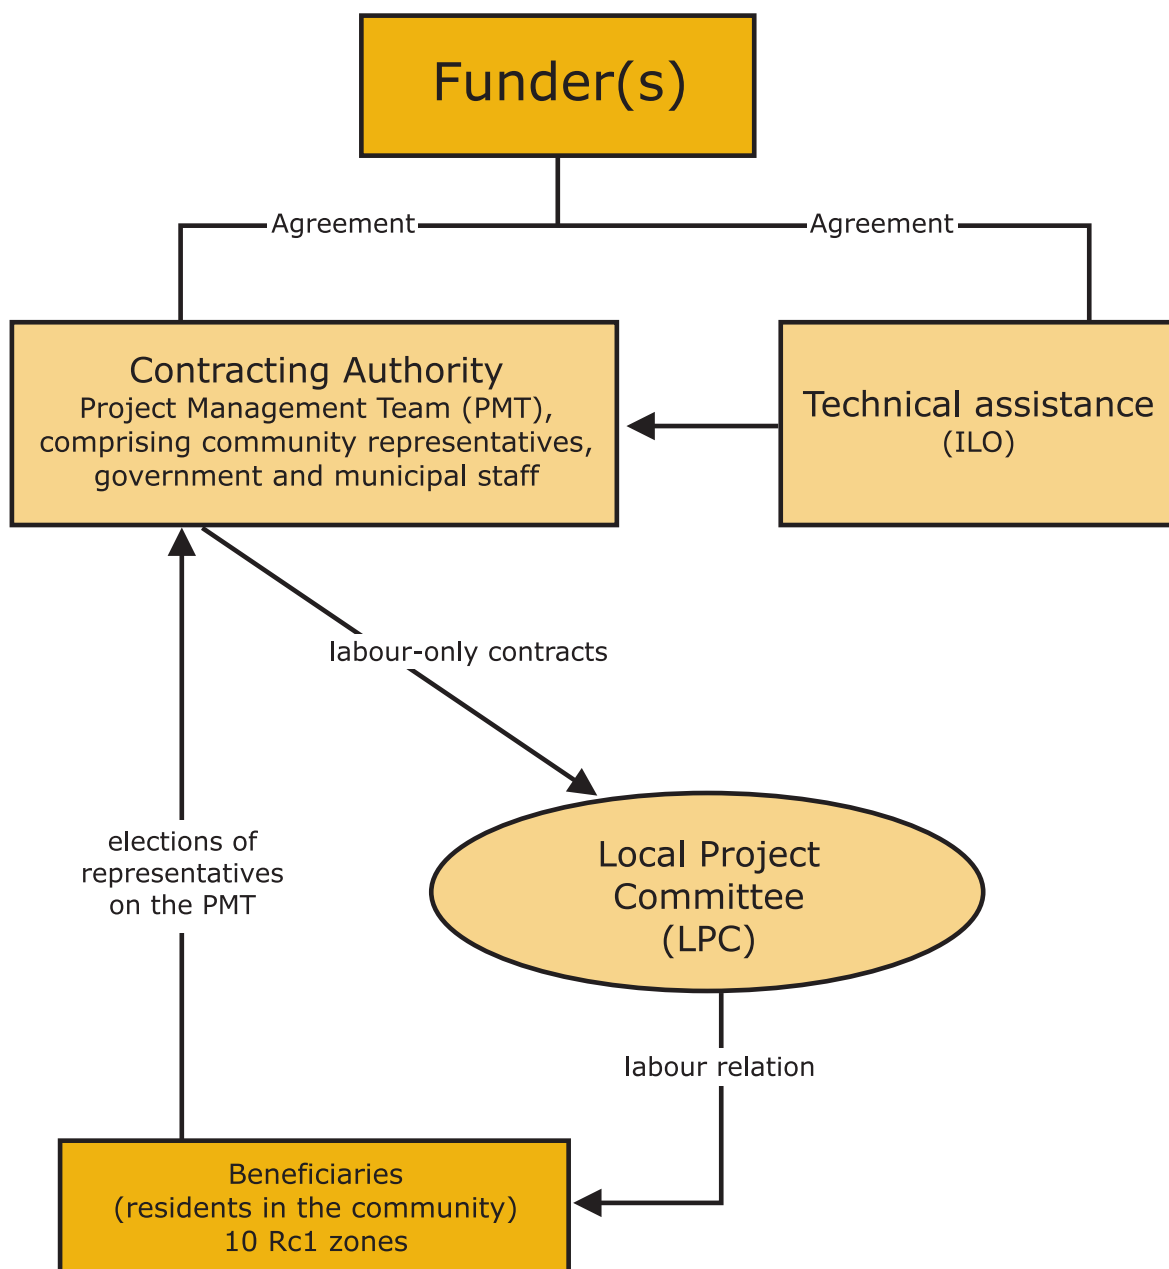 Funder(s)
Agreement
Agreement
Contracting Authority
Project Management Team (PMT),
comprising community representatives,
government and municipal staff
Technical assistance
(ILO)
labour-only contracts
elections of
representatives
on the PMT
Local Project
Committee
(LPC)
labour relation
Beneficiaries
(residents in the community)
10 Rc1 zones